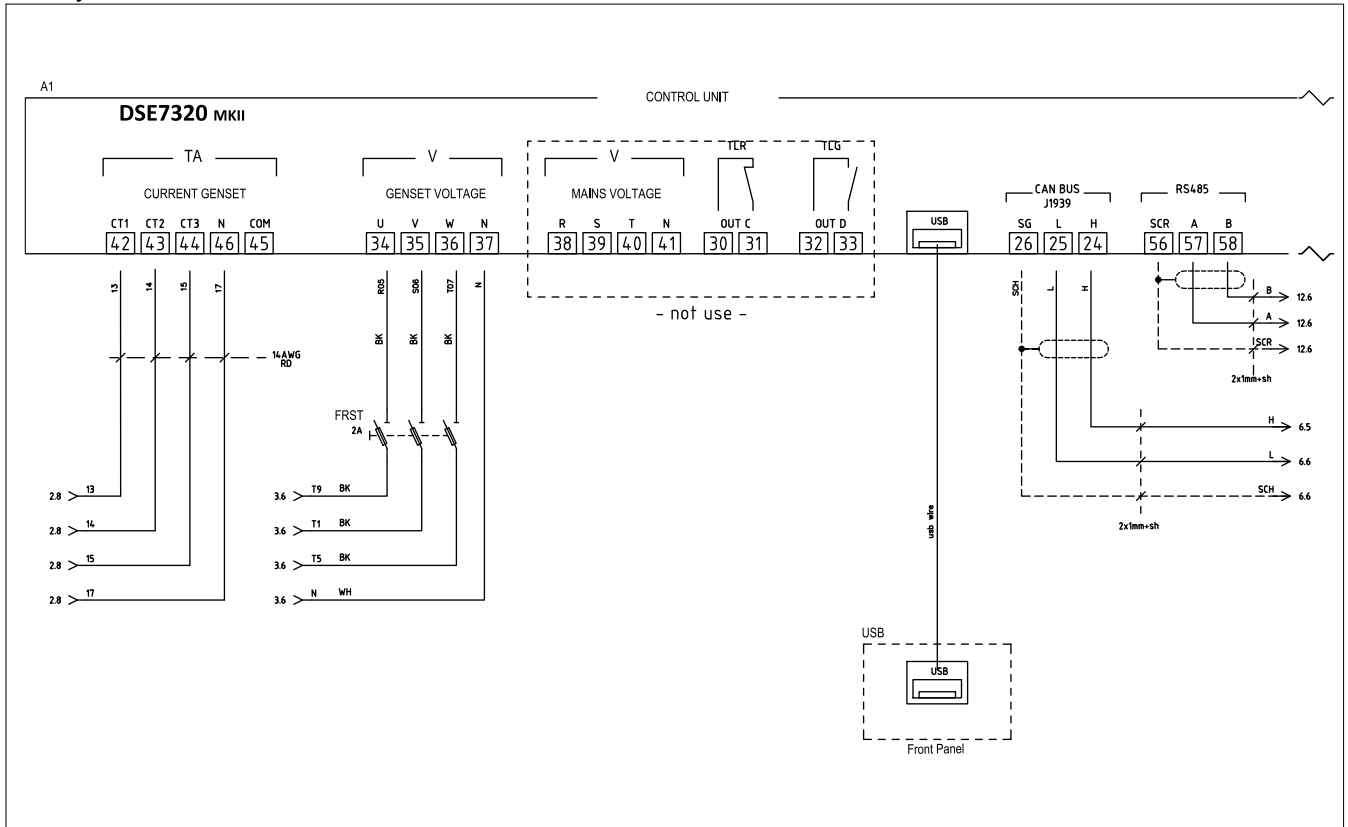 A1
CONTROL UNIT
DSE7320 MKII
TA
V
V
TLR
TLG
CURRENT GENSET
GENSET VOLTAGE
MAINS VOLTAGE
CAN BUS
J1939
RS485
CT1 CT2 CT3 N COM
42 43 44 46 45
U V W N
34 35 36 37
R S T N
38 39 40 41
OUT C
30 31
OUT D
32 33
USB
SG L H
26 25 24
SCR A B
56 57 58
- not use -
13 14 15 17
14AWG
RD
R05 S06 T07 N
BK BK BK
FRST
2A
SCH L H
B 12.6
A 12.6
SCR 12.6
2x1mm+sh
H 6.5
L 6.6
SCH 6.6
2x1mm+sh
2.8 13
2.8 14
2.8 15
2.8 17
3.6 T9 BK
3.6 T1 BK
3.6 T5 BK
3.6 N WH
usb wire
USB
USB
Front Panel